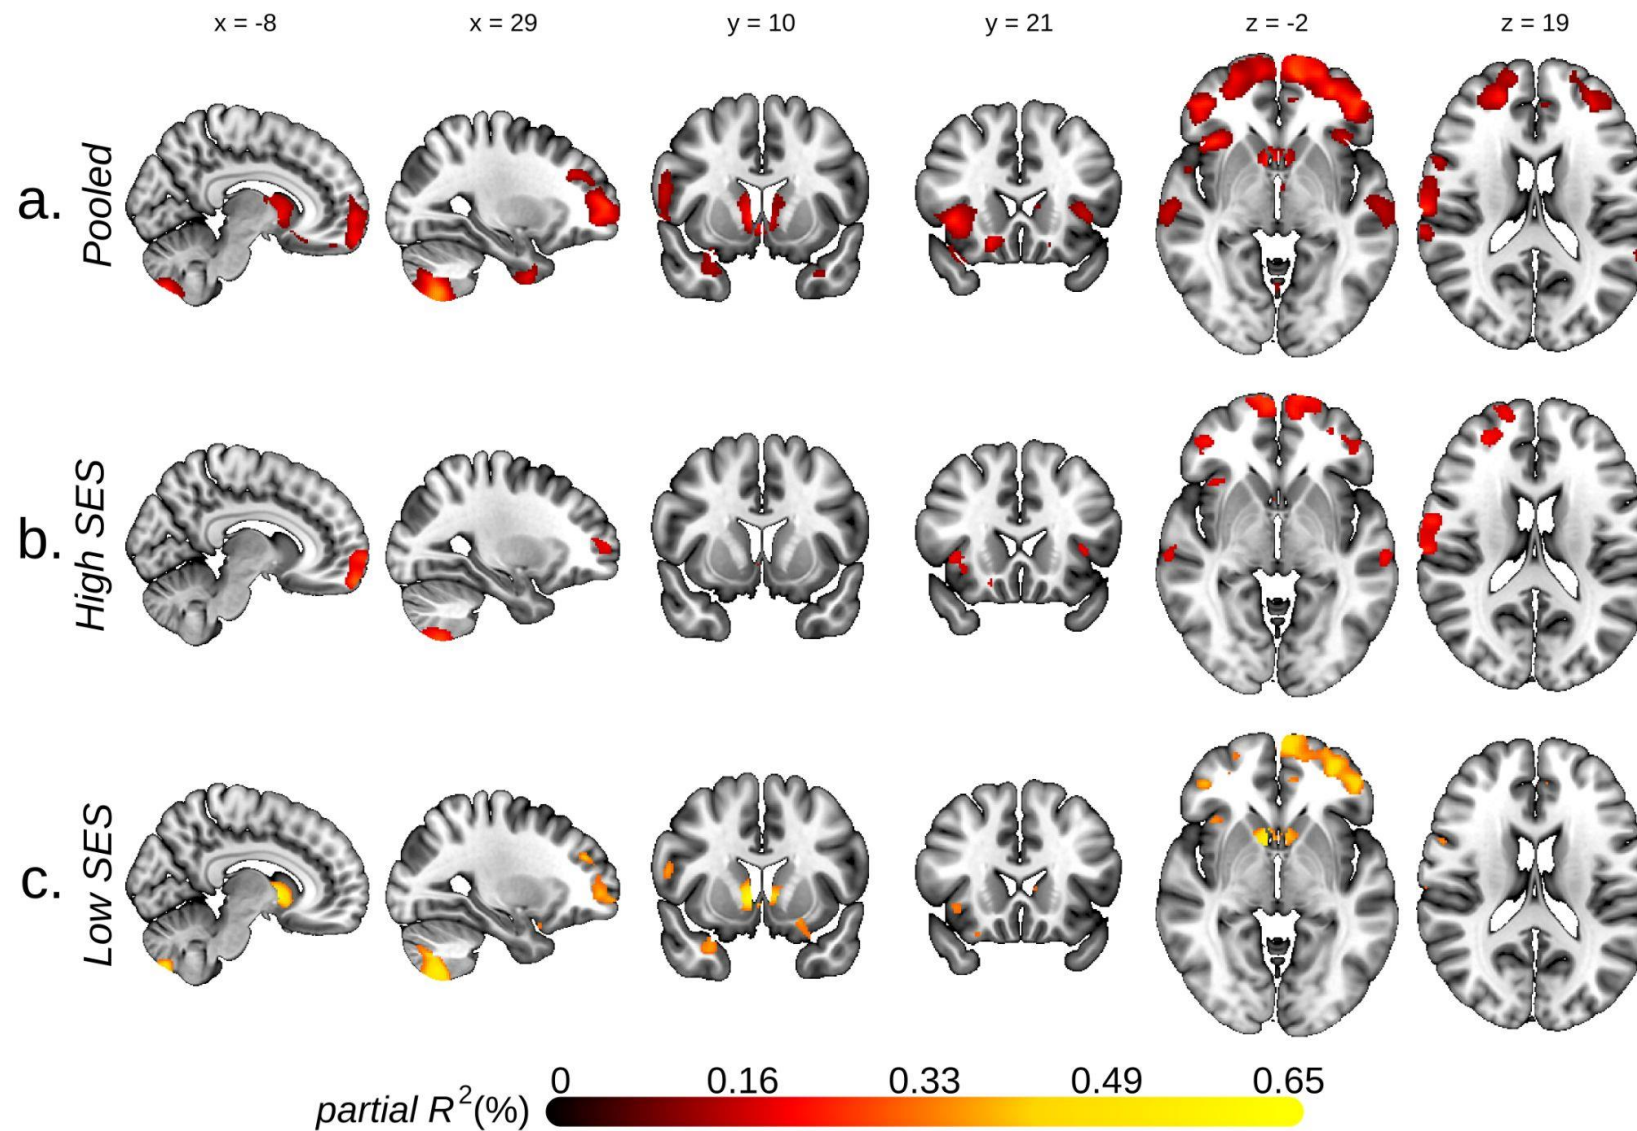 x = -8 x = 29 y = 10 y = 21 z = -2 z = 19
a. Pooled
b. High SES
c. Low SES
0 0.16 0.33 0.49 0.65
partial R²(%)